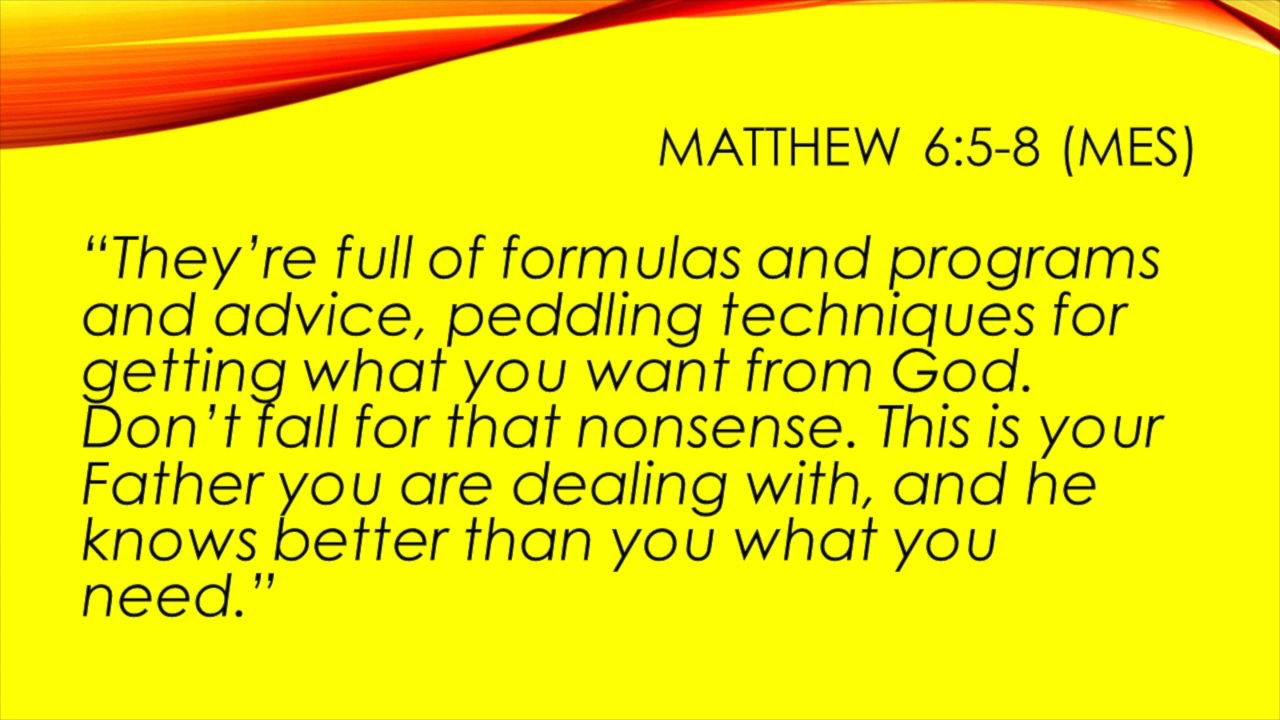 MATTHEW 6:5-8 (MES)
“They’re full of formulas and programs
and advice, peddling techniques for
getting what you want from God.
Don’t fall for that nonsense. This is your
Father you are dealing with, and he
knows better than you what you
need.”